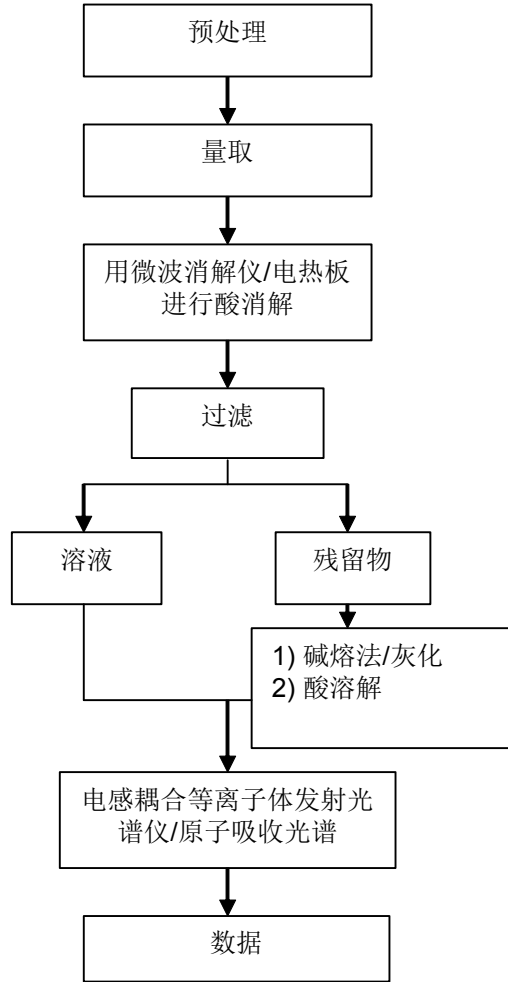 预处理
量取
用微波消解仪/电热板
进行酸消解
过滤
溶液
残留物
1) 碱熔法/灰化
2) 酸溶解
电感耦合等离子体发射光
谱仪/原子吸收光谱
数据